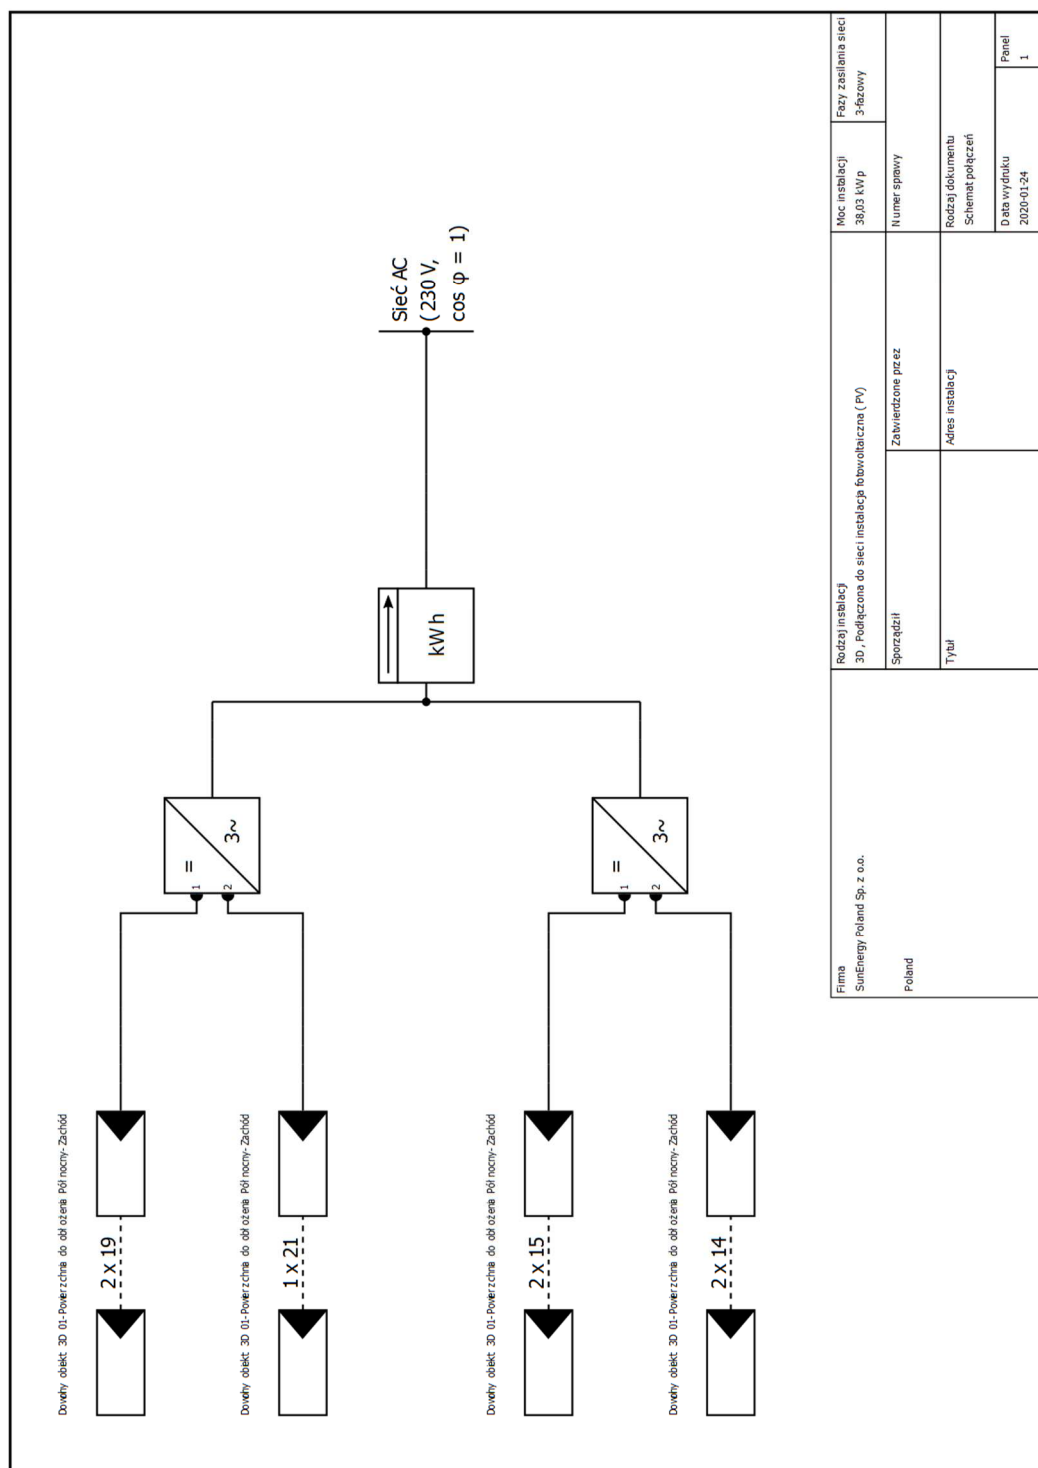 Dowolny obiekt 3D 01-Powierzchnia do obłożenia Północny-Zachód
2 x 19
Dowolny obiekt 3D 01-Powierzchnia do obłożenia Północny-Zachód
1 x 21
Dowolny obiekt 3D 01-Powierzchnia do obłożenia Północny-Zachód
2 x 15
Dowolny obiekt 3D 01-Powierzchnia do obłożenia Północny-Zachód
2 x 14
1
2
=
3~
1
2
=
3~
kWh
Sieć AC
(230 V,
cos φ = 1)
Firma
SunEnergy Poland Sp. z o.o.
Poland
Rodzaj instalacji
3D, Podłączona do sieci instalacja fotowoltaiczna (PV)
Moc instalacji
38,03 kWp
Fazy zasilania sieci
3-fazowy
Sporządził
Zatwierdzone przez
Numer sprawy
Tytuł
Adres instalacji
Rodzaj dokumentu
Schemat połączeń
Data wydruku
2020-01-24
Panel
1